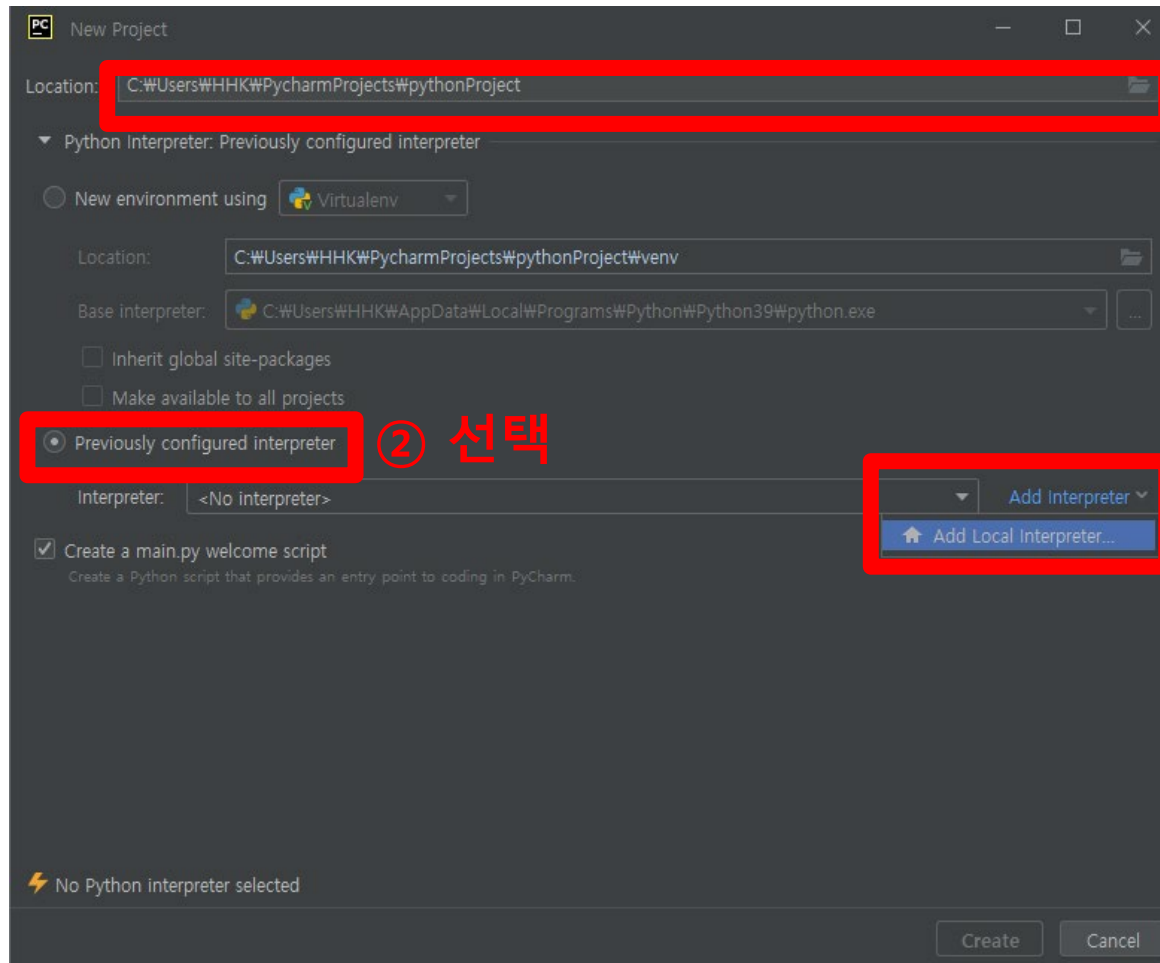 PC New Project
Location: C:₩Users₩HHK₩PycharmProjects₩pythonProject
Python Interpreter: Previously configured interpreter
New environment using Virtualenv
Location: C:₩Users₩HHK₩PycharmProjects₩pythonProject₩venv
Base interpreter: C:₩Users₩HHK₩AppData₩Local₩Programs₩Python₩Python39₩python.exe ...
Inherit global site-packages
Make available to all projects
Previously configured interpreter ② 선택
Interpreter: <No interpreter> Add Interpreter
Add Local Interpreter...
Create a main.py welcome script
Create a Python script that provides an entry point to coding in PyCharm.
No Python interpreter selected
Create Cancel